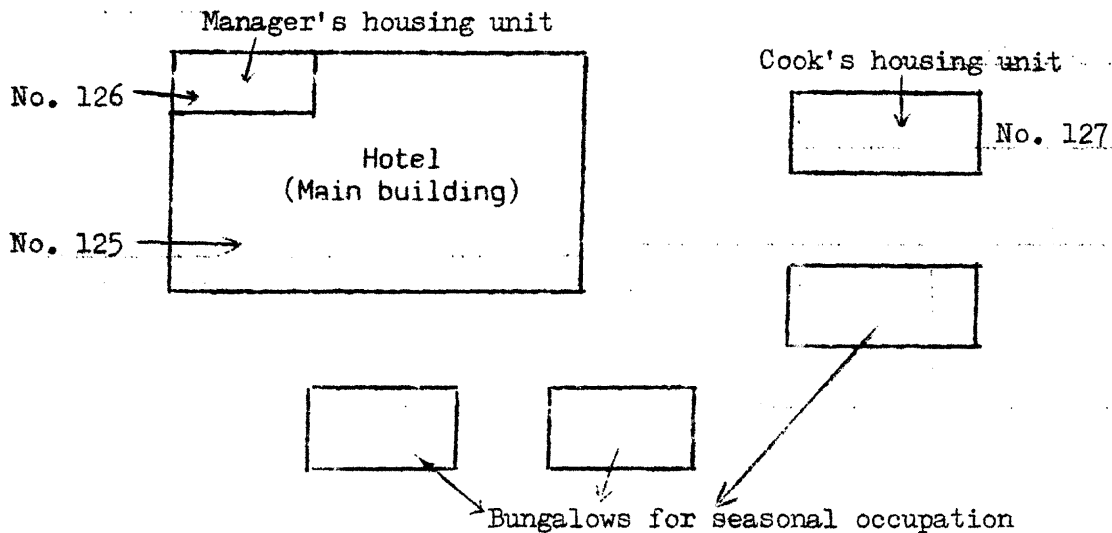 Manager's housing unit
Cook's housing unit
No. 126
No. 127
Hotel
(Main building)
No. 125
Bungalows for seasonal occupation